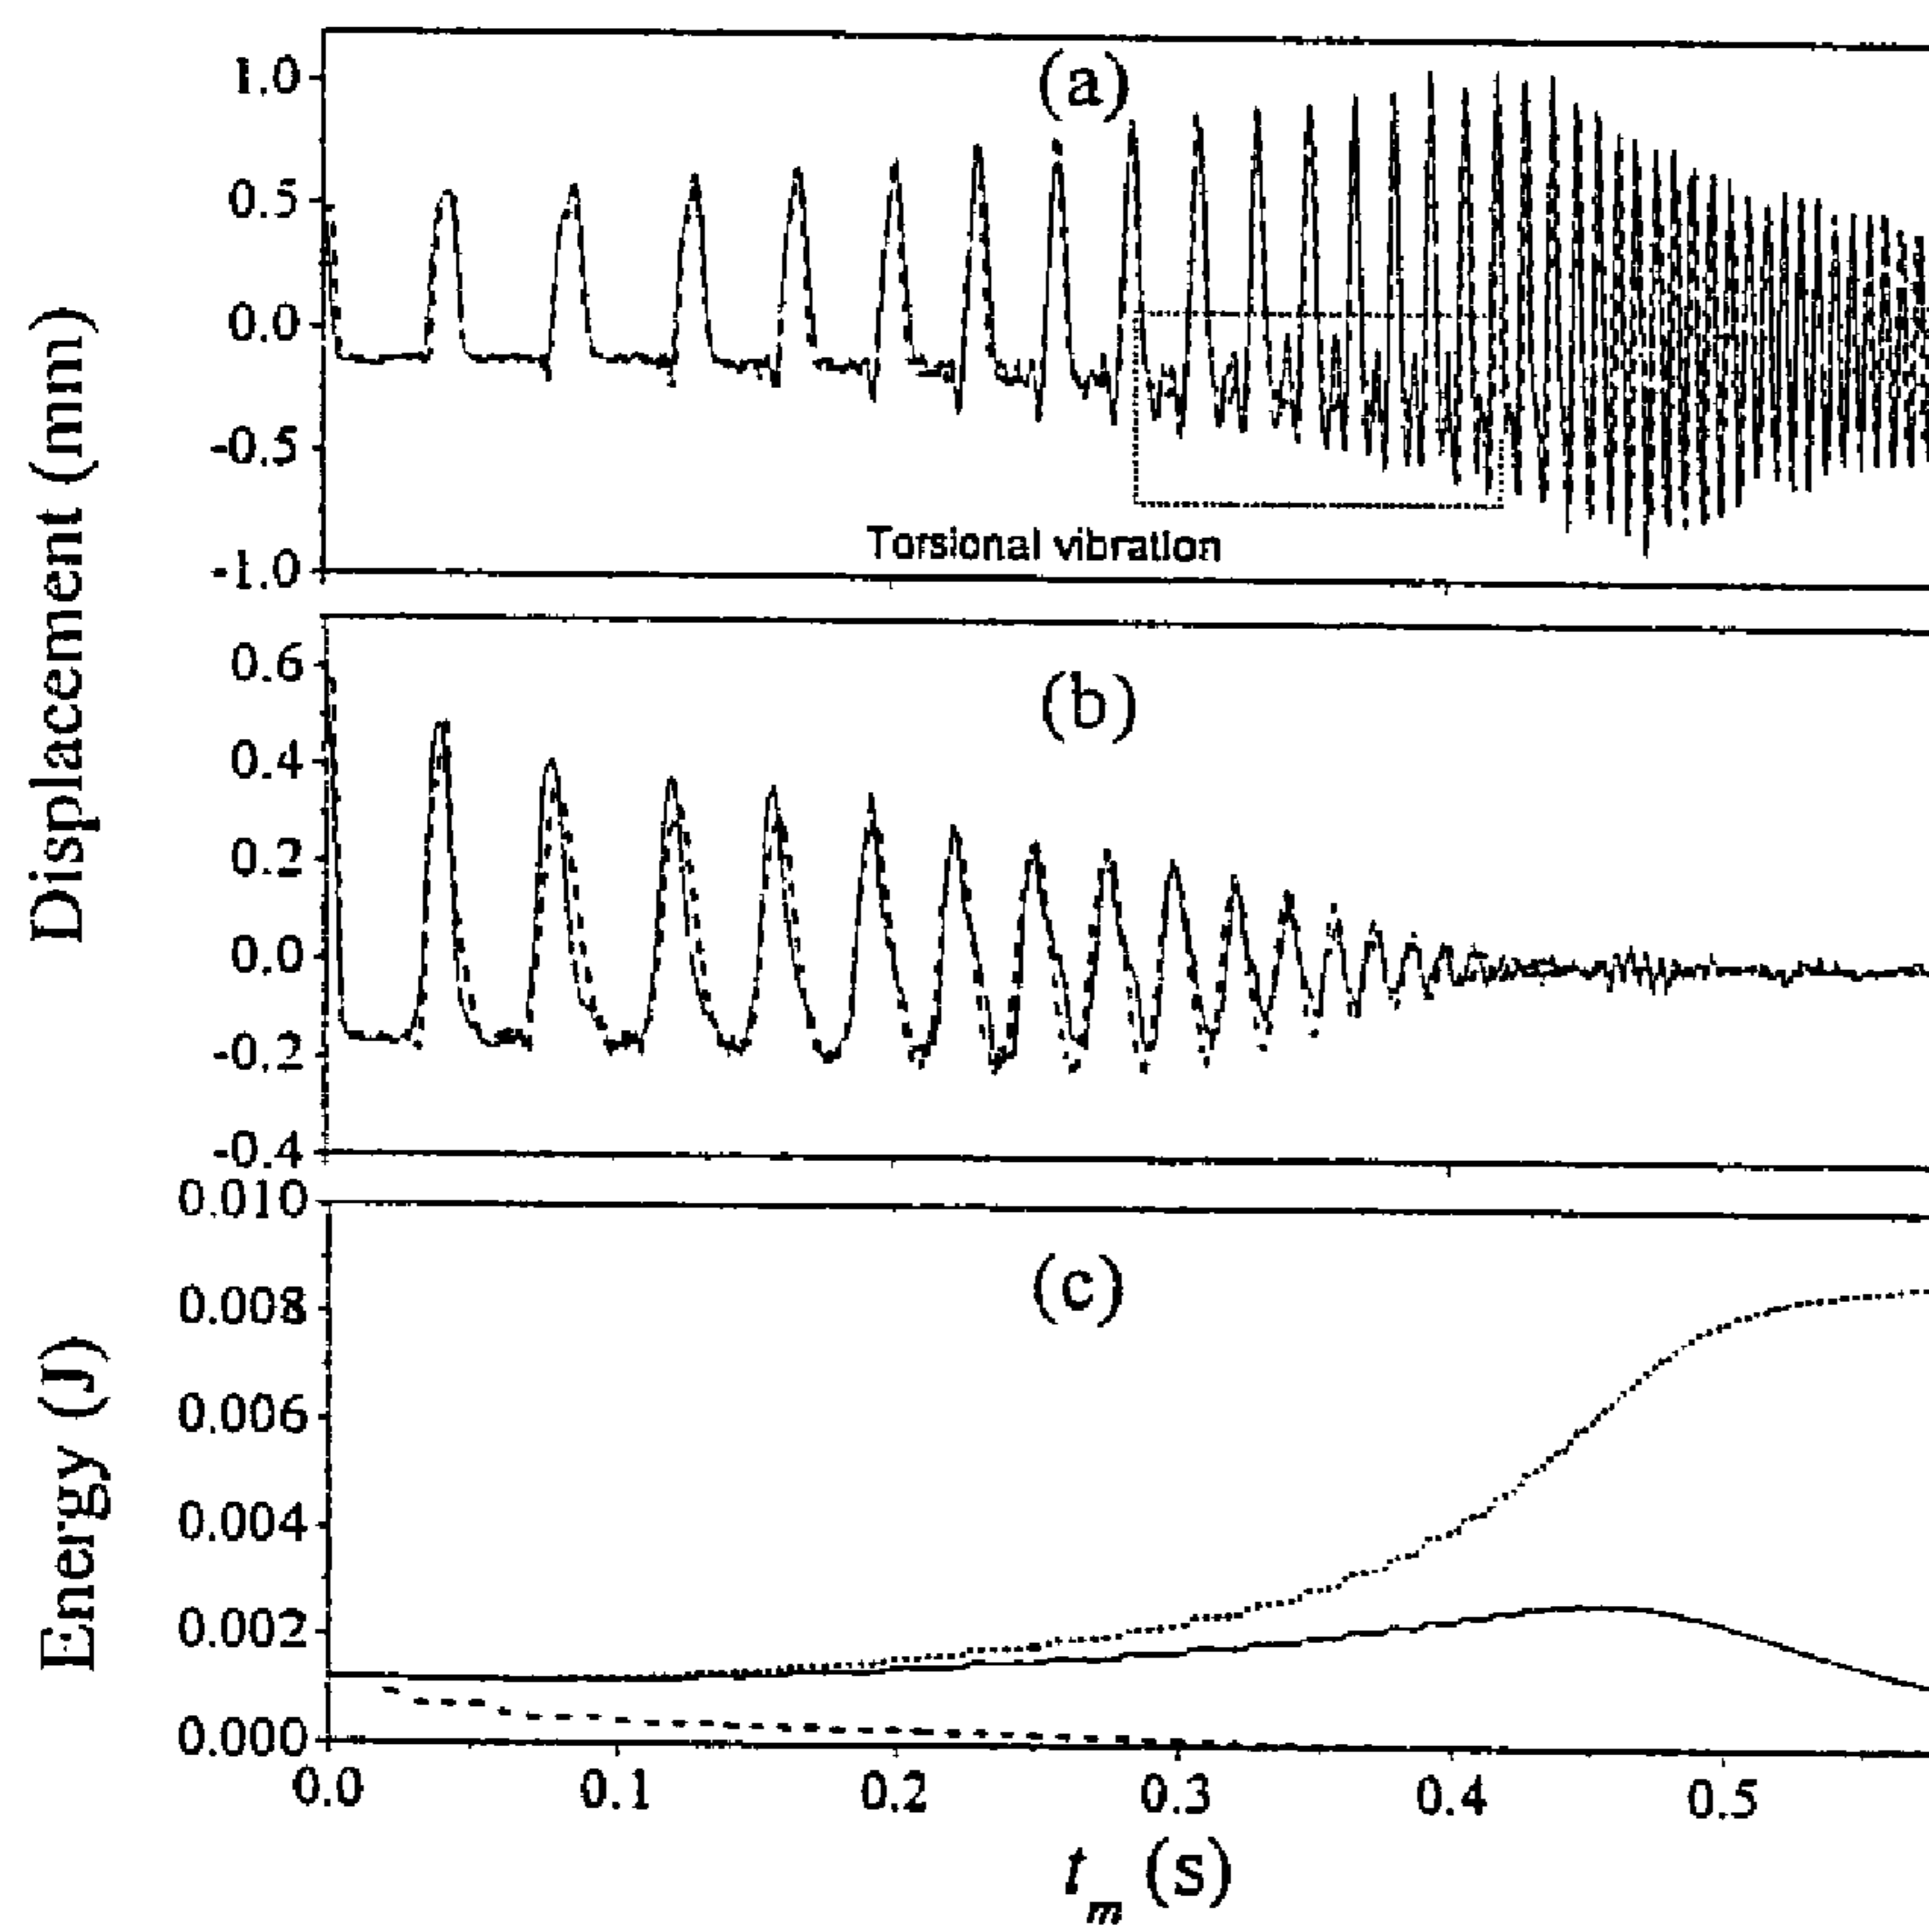 Displacement (mm)
1.0
0.5
0.0
-0.5
-1.0
(a)
Torsional vibration
0.6
0.4
0.2
0.0
-0.2
-0.4
(b)
Energy (J)
0.010
0.008
0.006
0.004
0.002
0.000
(c)
0.0 0.1 0.2 0.3 0.4 0.5
tm (s)